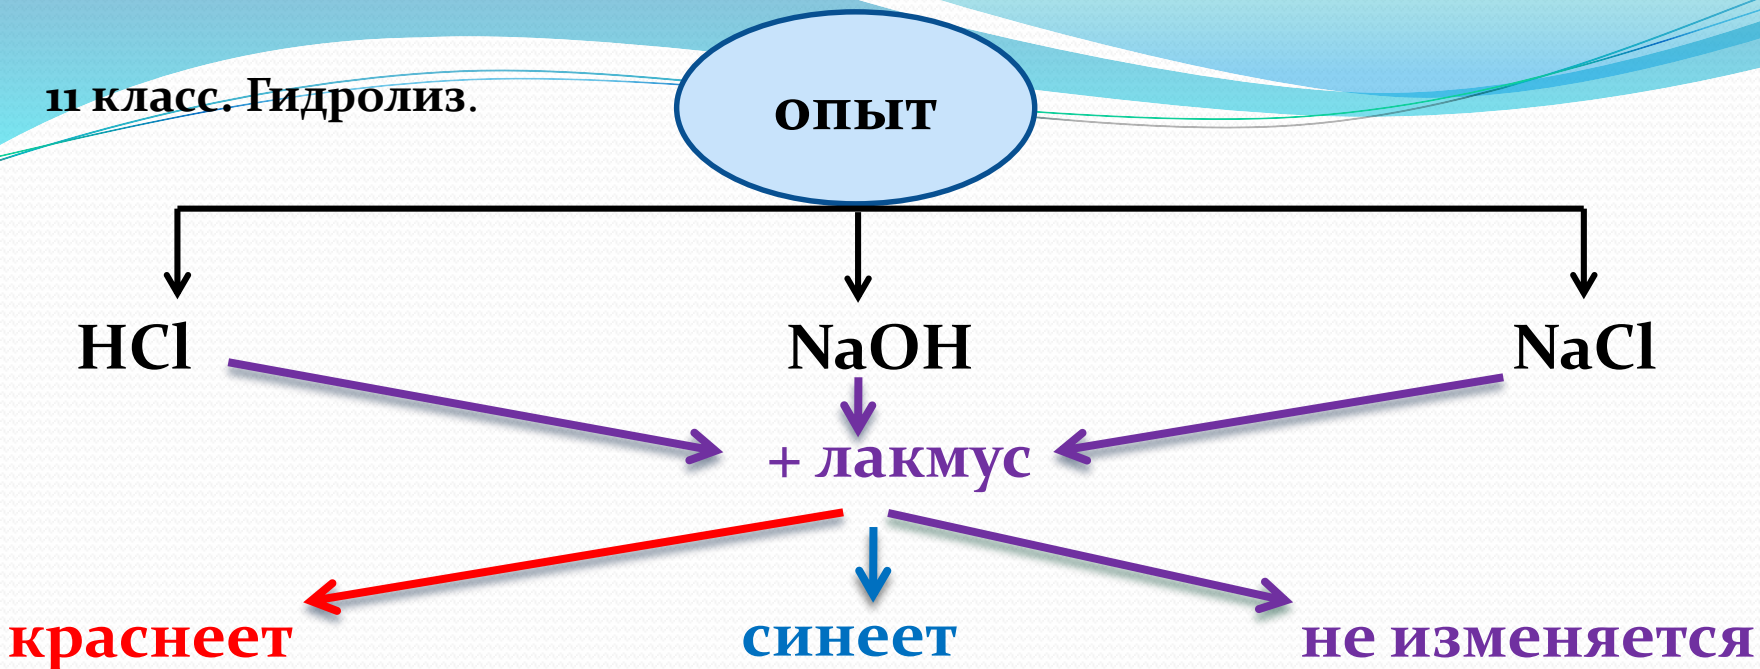 11 класс. Гидролиз.
опыт
HCl NaOH NaCl
+ лакмус
краснеет синеет не изменяется